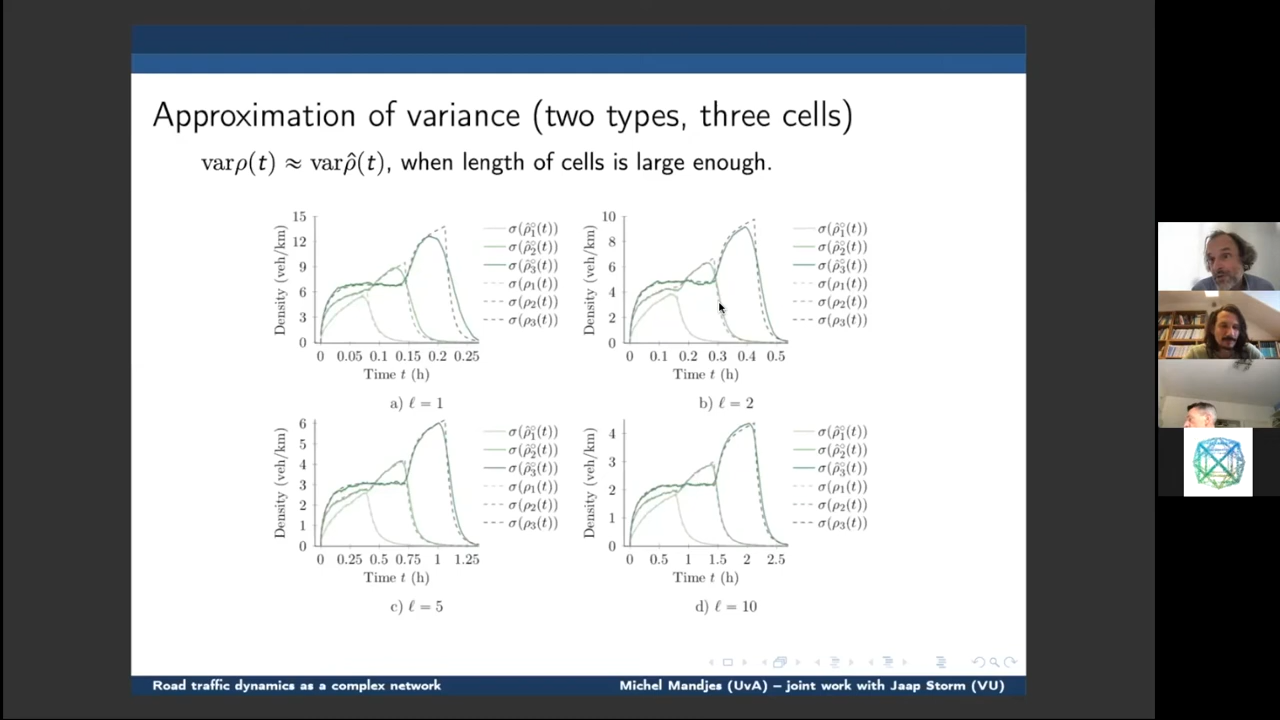 Approximation of variance (two types, three cells)
varρ(t) ≈ varρ̂(t), when length of cells is large enough.
15
12
9
6
3
0
Density (veh/km)
0 0.05 0.1 0.15 0.2 0.25
Time t (h)
a) ℓ = 1
σ(ρ̂₁°(t))
σ(ρ̂₂°(t))
σ(ρ̂₃°(t))
σ(ρ₁(t))
σ(ρ₂(t))
σ(ρ₃(t))
10
8
6
4
2
0
Density (veh/km)
0 0.1 0.2 0.3 0.4 0.5
Time t (h)
b) ℓ = 2
σ(ρ̂₁°(t))
σ(ρ̂₂°(t))
σ(ρ̂₃°(t))
σ(ρ₁(t))
σ(ρ₂(t))
σ(ρ₃(t))
6
5
4
3
2
1
0
Density (veh/km)
0 0.25 0.5 0.75 1 1.25
Time t (h)
c) ℓ = 5
σ(ρ̂₁°(t))
σ(ρ̂₂°(t))
σ(ρ̂₃°(t))
σ(ρ₁(t))
σ(ρ₂(t))
σ(ρ₃(t))
4
3
2
1
0
Density (veh/km)
0 0.5 1 1.5 2 2.5
Time t (h)
d) ℓ = 10
σ(ρ̂₁°(t))
σ(ρ̂₂°(t))
σ(ρ̂₃°(t))
σ(ρ₁(t))
σ(ρ₂(t))
σ(ρ₃(t))
Road traffic dynamics as a complex network
Michel Mandjes (UvA) – joint work with Jaap Storm (VU)